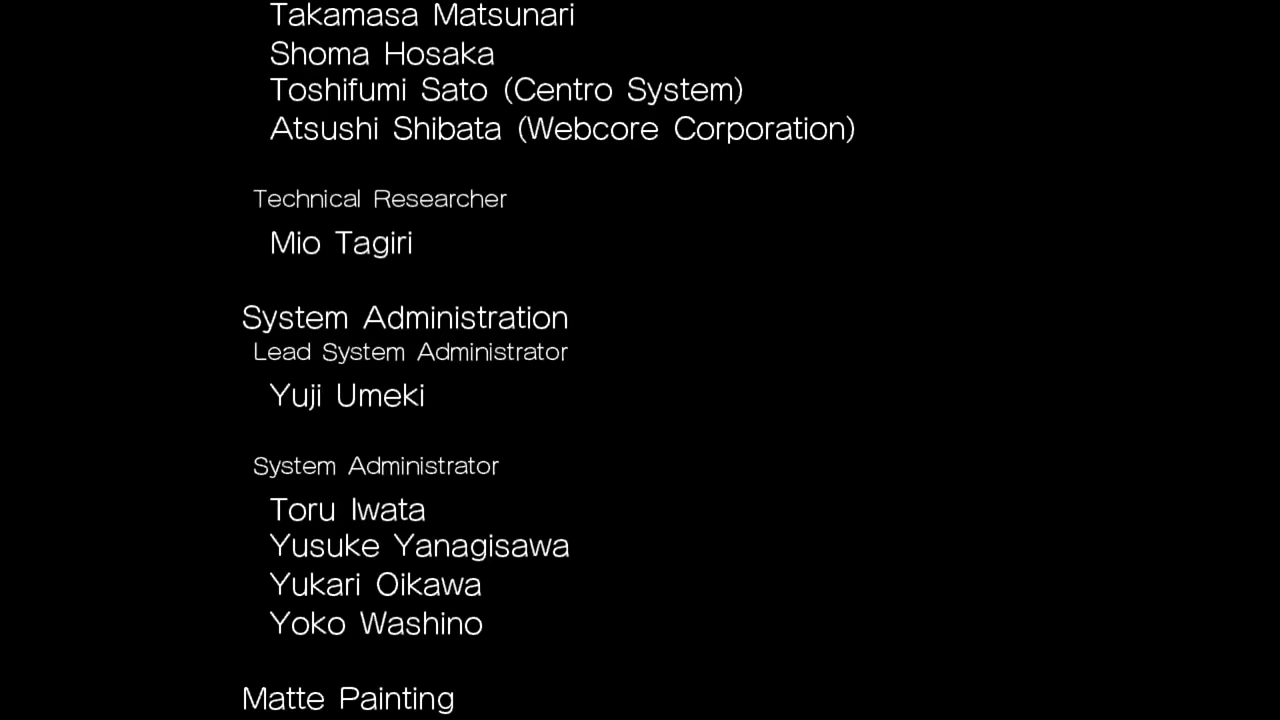 Takamasa Matsunari
Shoma Hosaka
Toshifumi Sato (Centro System)
Atsushi Shibata (Webcore Corporation)
Technical Researcher
Mio Tagiri
System Administration
Lead System Administrator
Yuji Umeki
System Administrator
Toru Iwata
Yusuke Yanagisawa
Yukari Oikawa
Yoko Washino
Matte Painting